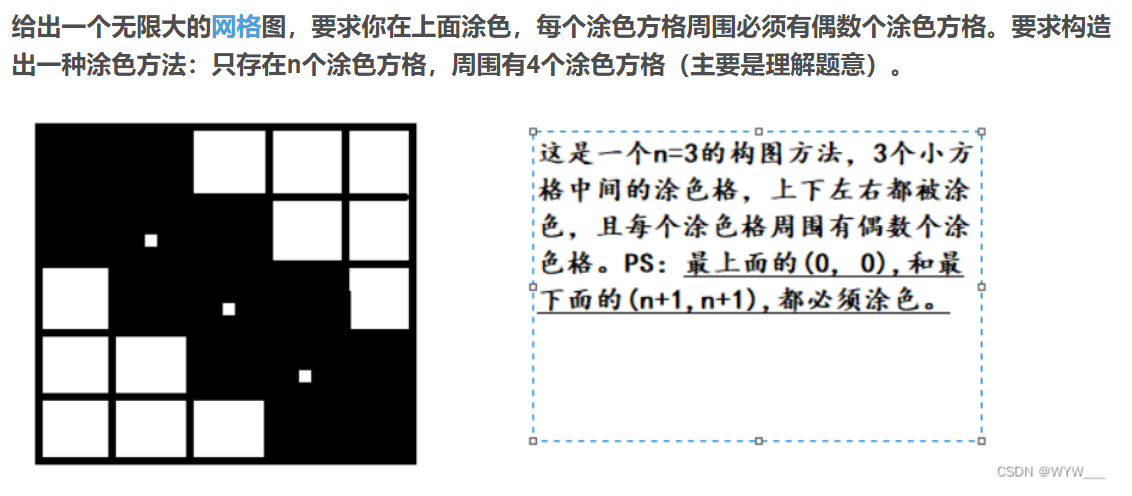 给出一个无限大的网格图，要求你在上面涂色，每个涂色方格周围必须有偶数个涂色方格。要求构造
出一种涂色方法：只存在n个涂色方格，周围有4个涂色方格（主要是理解题意）。
这是一个n=3的构图方法，3个小方
格中间的涂色格，上下左右都被涂
色，且每个涂色格周围有偶数个涂
色格。PS：最上面的(0，0),和最
下面的(n+1,n+1),都必须涂色。
CSDN @WYW___